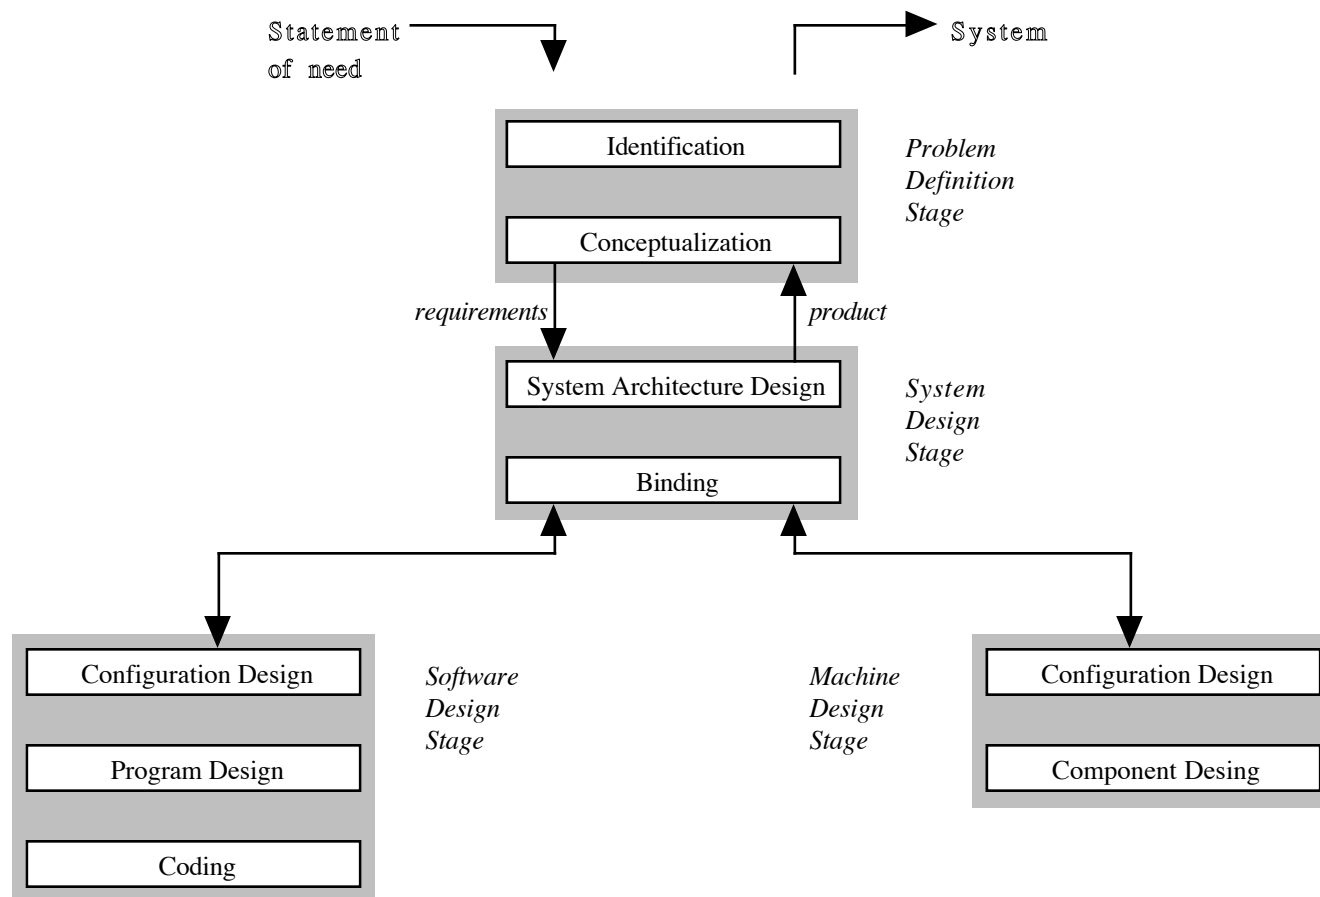 Statement
of need
System
Identification
Problem
Definition
Stage
Conceptualization
requirements
product
System Architecture Design
System
Design
Stage
Binding
Configuration Design
Software
Design
Stage
Machine
Design
Stage
Configuration Design
Program Design
Component Desing
Coding